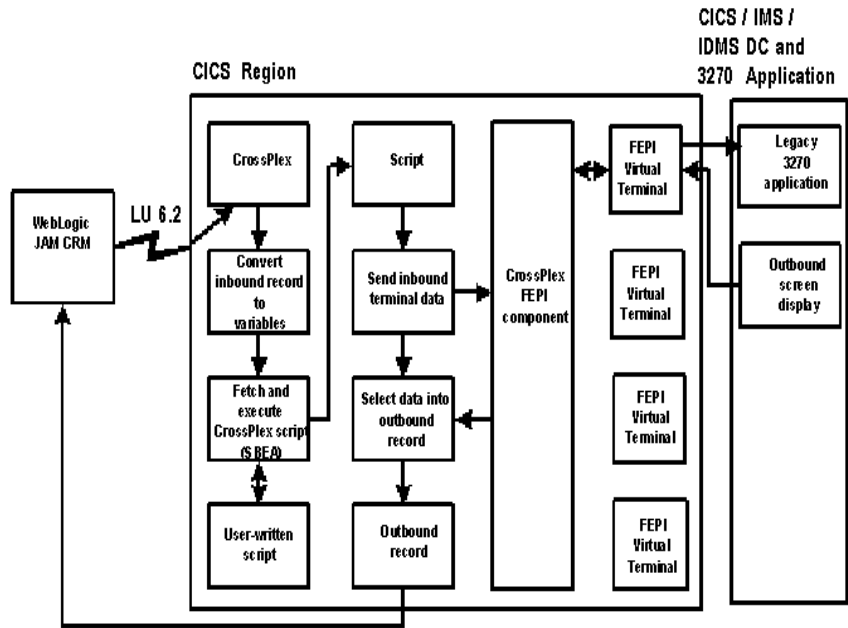 CICS / IMS /
IDMS DC and
3270 Application
CICS Region
CrossPlex
Script
FEPI
Virtual
Terminal
Legacy
3270
application
WebLogic
JAM CRM
LU 6.2
Convert
inbound record
to
variables
Send inbound
terminal data
CrossPlex
FEPI
component
FEPI
Virtual
Terminal
Outbound
screen
display
Fetch and
execute
CrossPlex script
(SBEA)
Select data into
outbound
record
FEPI
Virtual
Terminal
User-written
script
Outbound
record
FEPI
Virtual
Terminal